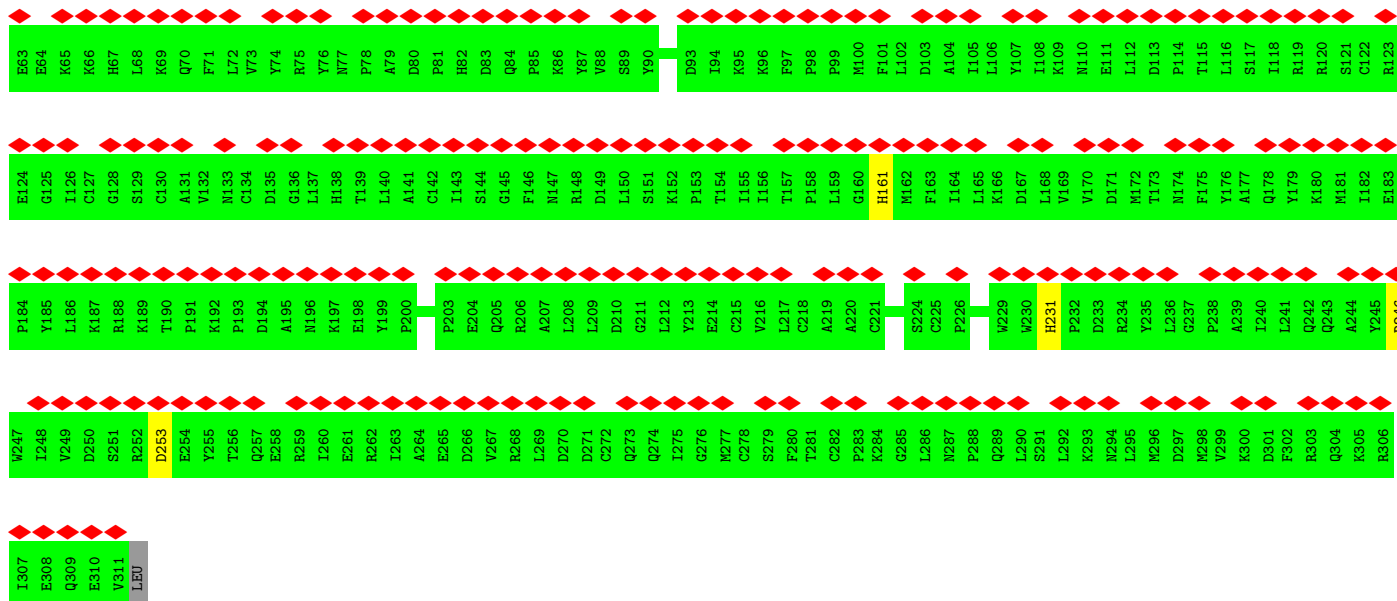 E63 E64 K65 K66 H67 L68 K69 Q70 F71 L72 V73 Y74 R75 Y76 N77 P78 A79 D80 P81 H82 D83 Q84 P85 K86 Y87 V88 S89 Y90 D93 I94 K95 K96 F97 P98 P99 M100 F101 L102 D103 A104 I105 L106 Y107 I108 K109 N110 E111 L112 D113 P114 T115 L116 S117 I118 R119 R120 S121 C122 R123
E124 G125 I126 C127 G128 S129 C130 A131 V132 N133 C134 D135 G136 L137 H138 T139 L140 A141 C142 I143 S144 G145 F146 N147 R148 D149 L150 S151 K152 P153 T154 I155 I156 T157 P158 L159 G160 H161 M162 F163 I164 L165 K166 D167 L168 V169 V170 D171 M172 T173 N174 F175 Y176 A177 Q178 Y179 K180 M181 I182 E183
P184 Y185 L186 K187 R188 K189 T190 P191 K192 P193 D194 A195 N196 K197 E198 Y199 P200 P203 E204 Q205 R206 A207 L208 L209 D210 G211 L212 Y213 E214 C215 V216 L217 C218 A219 A220 C221 S224 C225 P226 W229 W230 H231 P232 D233 R234 Y235 L236 G237 P238 A239 I240 L241 Q242 Q243 A244 Y245
W247 I248 V249 D250 S251 R252 D253 E254 Y255 T256 Q257 E258 R259 I260 E261 R262 I263 A264 E265 D266 V267 R268 L269 D270 D271 C272 Q273 Q274 I275 G276 M277 C278 S279 F280 T281 C282 P283 K284 G285 L286 N287 P288 Q289 L290 S291 L292 K293 N294 L295 M296 D297 M298 V299 K300 D301 F302 R303 Q304 K305 R306
I307 E308 Q309 E310 V311 LEU